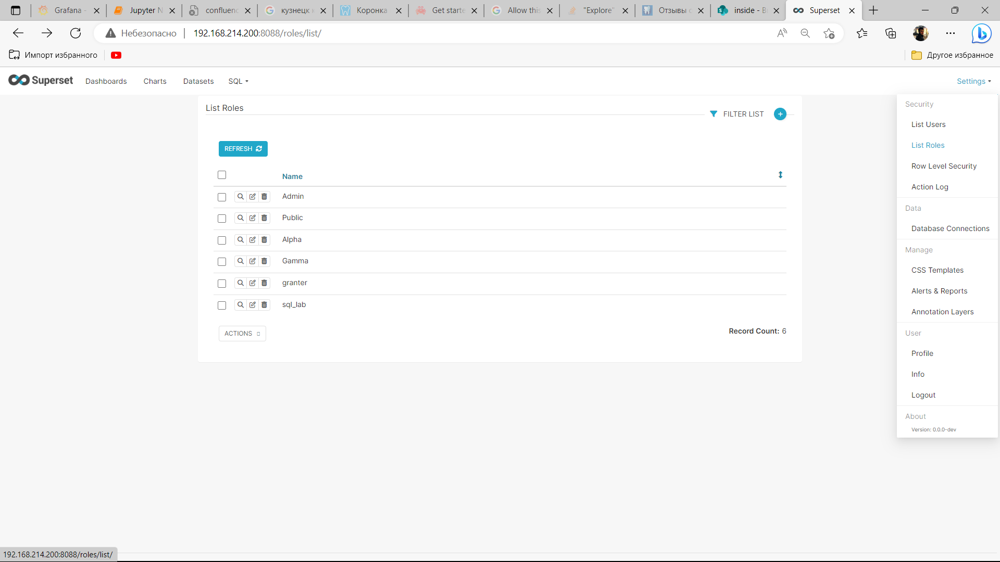 Grafana -
Jupyter N
confluenc
кузнецк к
Коронка
Get starte
Allow this
"Explore"
Отзывы с
inside - Bi
Superset
Небезопасно
192.168.214.200:8088/roles/list/
Импорт избранного
Другое избранное
Superset
Dashboards
Charts
Datasets
SQL
Settings
List Roles
FILTER LIST
REFRESH
Name
Admin
Public
Alpha
Gamma
granter
sql_lab
ACTIONS
Record Count: 6
Security
List Users
List Roles
Row Level Security
Action Log
Data
Database Connections
Manage
CSS Templates
Alerts & Reports
Annotation Layers
User
Profile
Info
Logout
About
Version: 0.0.0-dev
192.168.214.200:8088/roles/list/